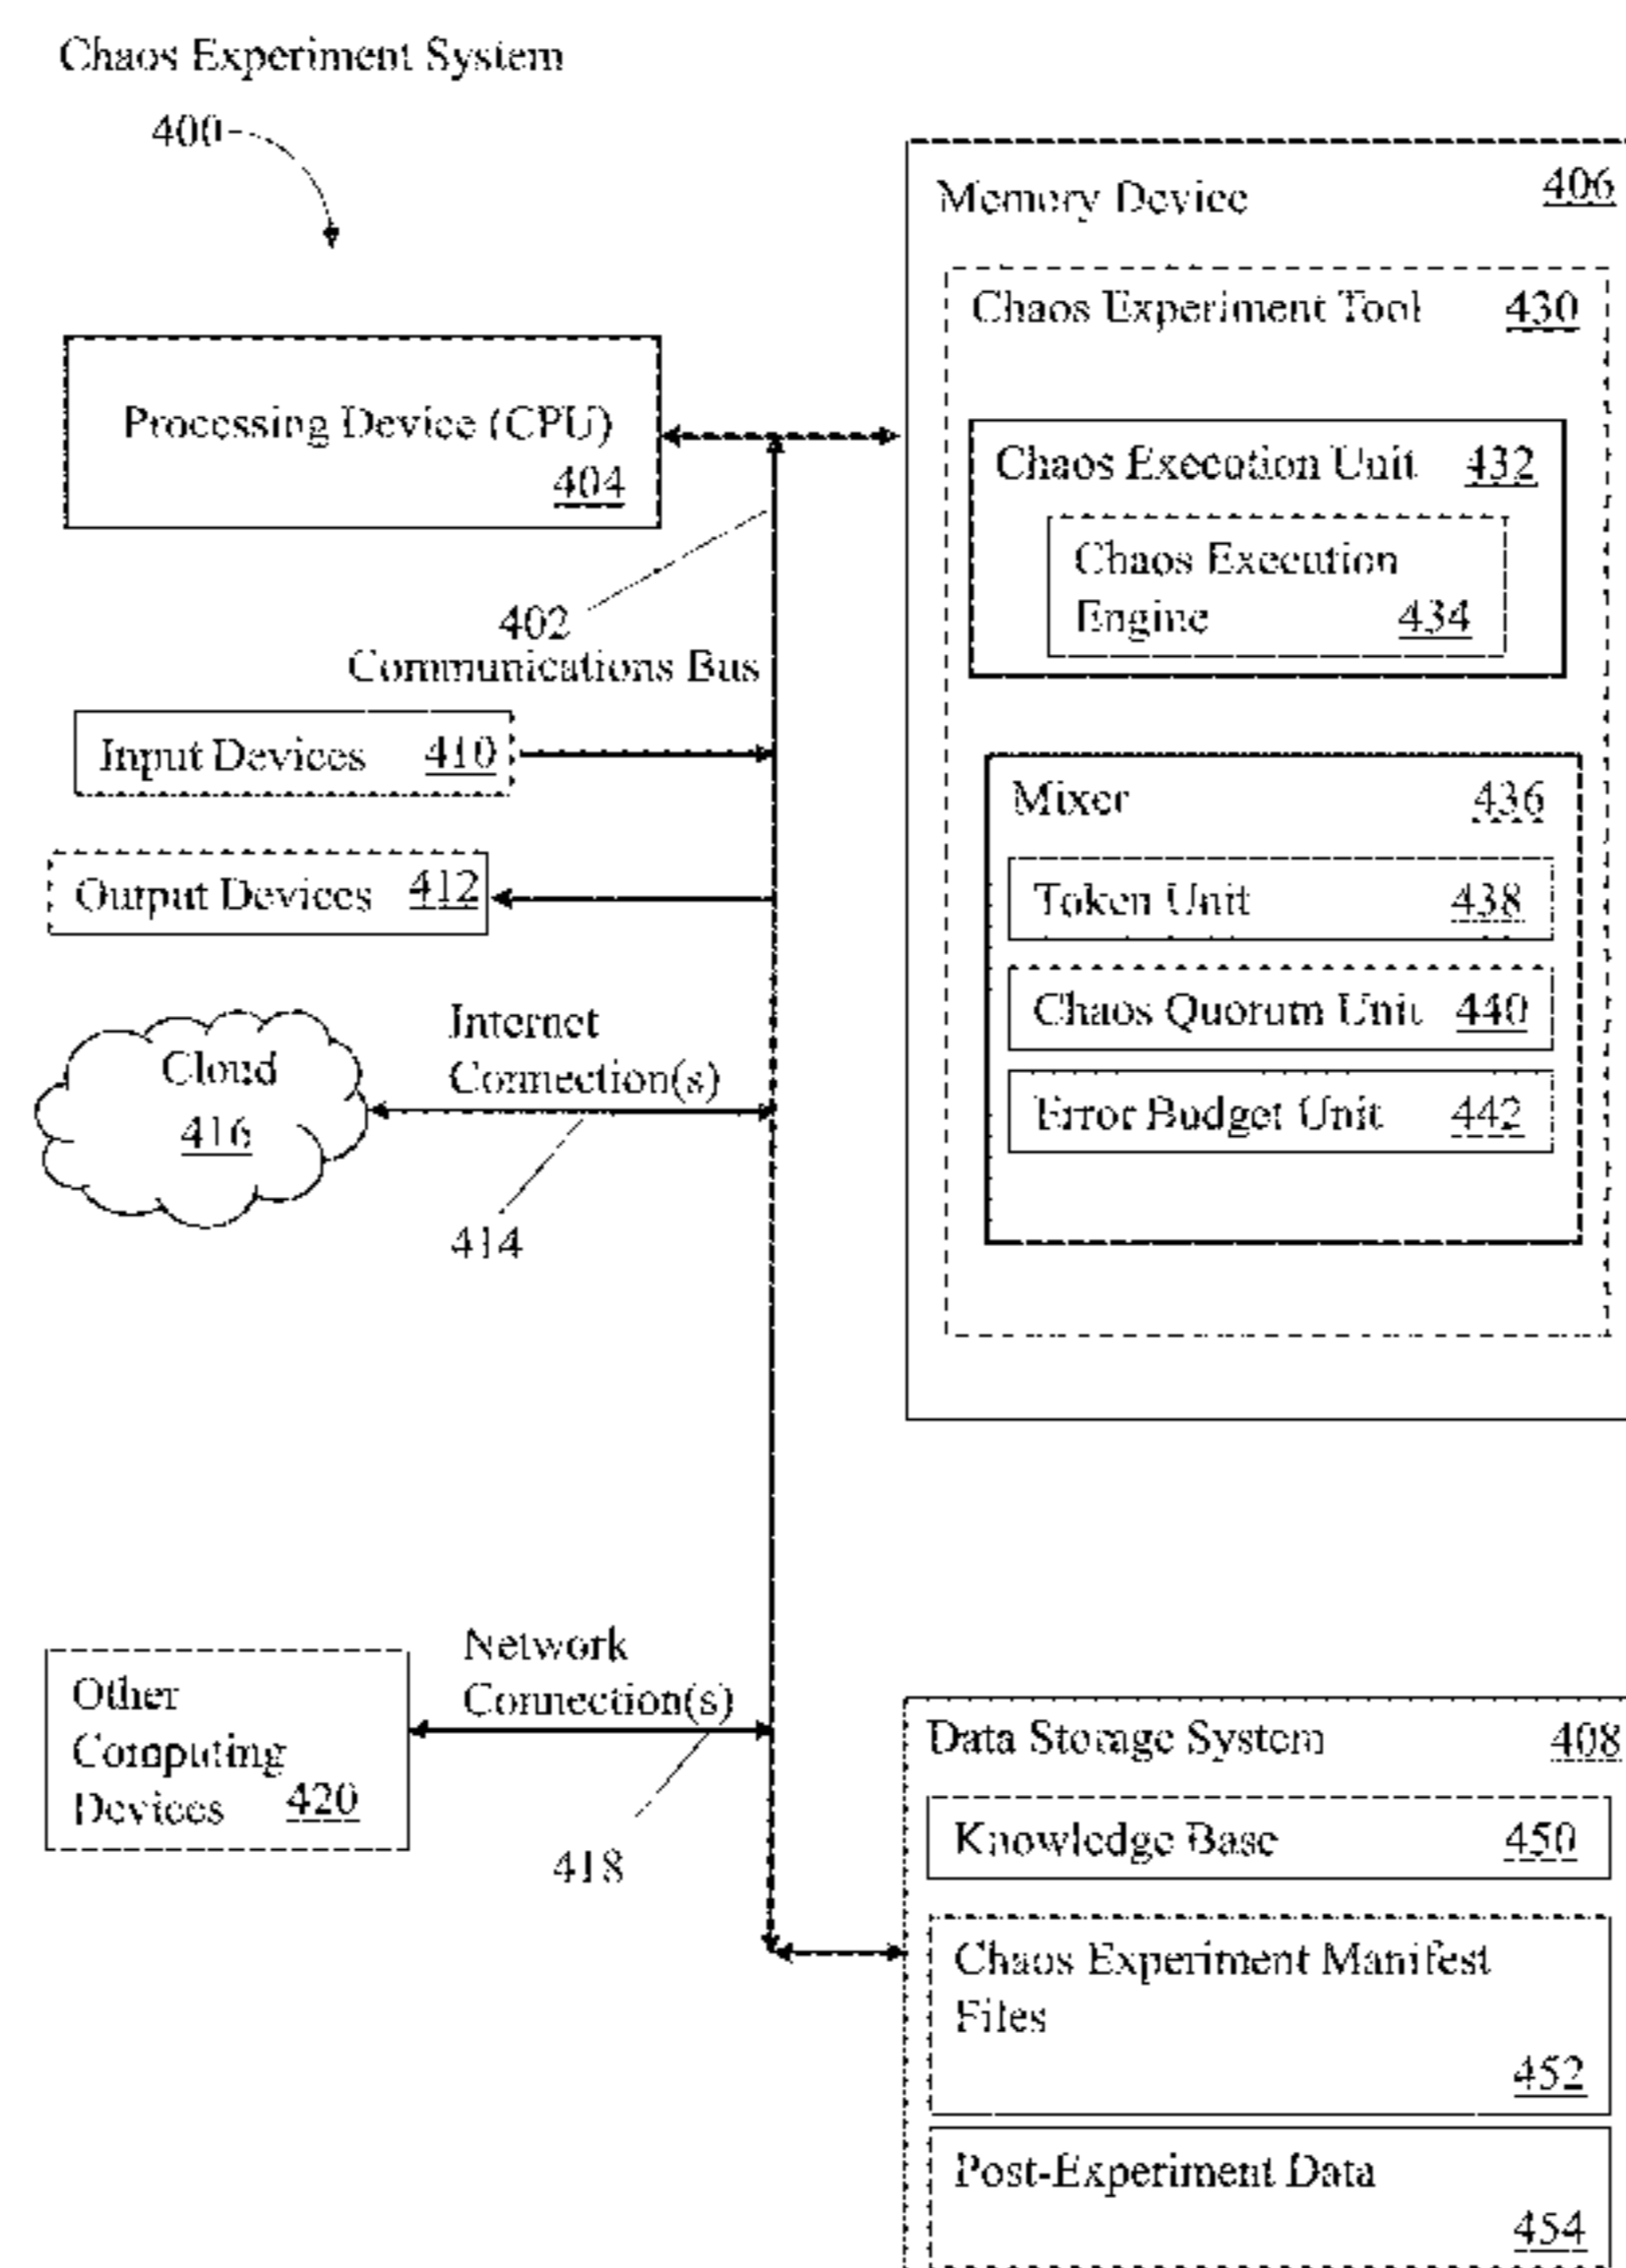 Chaos Experiment System
400
Memory Device 406
Chaos Experiment Tool 430
Processing Device (CPU)
404
Chaos Execution Unit 432
Chaos Execution
Engine 434
402
Communications Bus
Input Devices 410
Mixer 436
Output Devices 412
Token Unit 438
Chaos Quorum Unit 440
Error Budget Unit 442
Internet
Connection(s)
Cloud
416
414
Network
Connection(s)
Other
Computing
Devices 420
418
Data Storage System 408
Knowledge Base 450
Chaos Experiment Manifest
Files
452
Post-Experiment Data
454